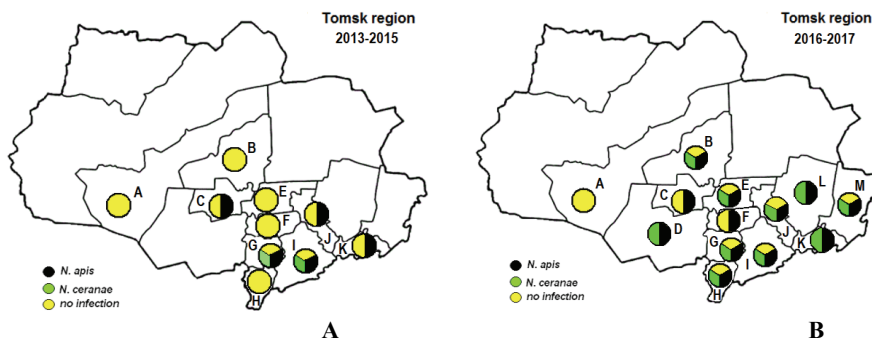 Tomsk region
2013-2015
B
A
C
E
F
G
I
J
K
H
N. apis
N. ceranae
no infection
A
Tomsk region
2016-2017
B
A
C
E
L
M
D
F
G
I
J
K
H
N. apis
N. ceranae
no infection
B